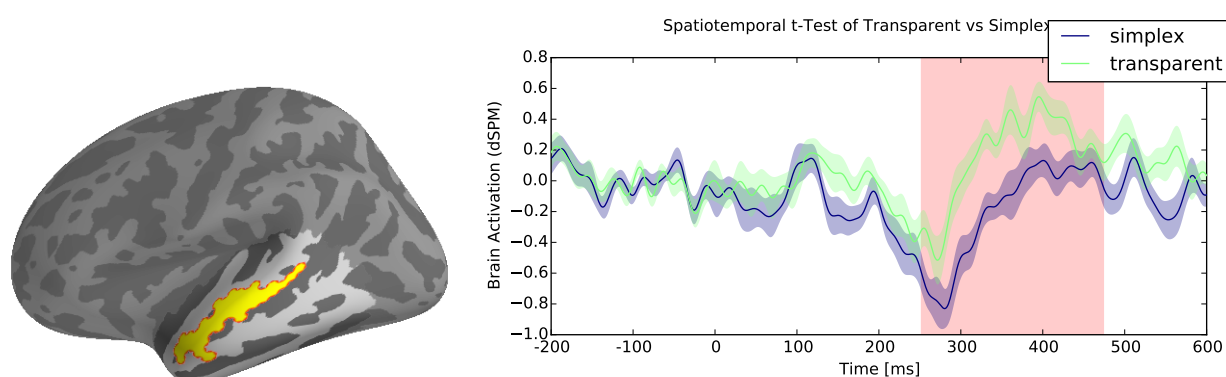 Spatiotemporal t-Test of Transparent vs Simplex
simplex
transparent
Brain Activation (dSPM)
0.8
0.6
0.4
0.2
0.0
−0.2
−0.4
−0.6
−0.8
−1.0
-200 -100 0 100 200 300 400 500 600
Time [ms]